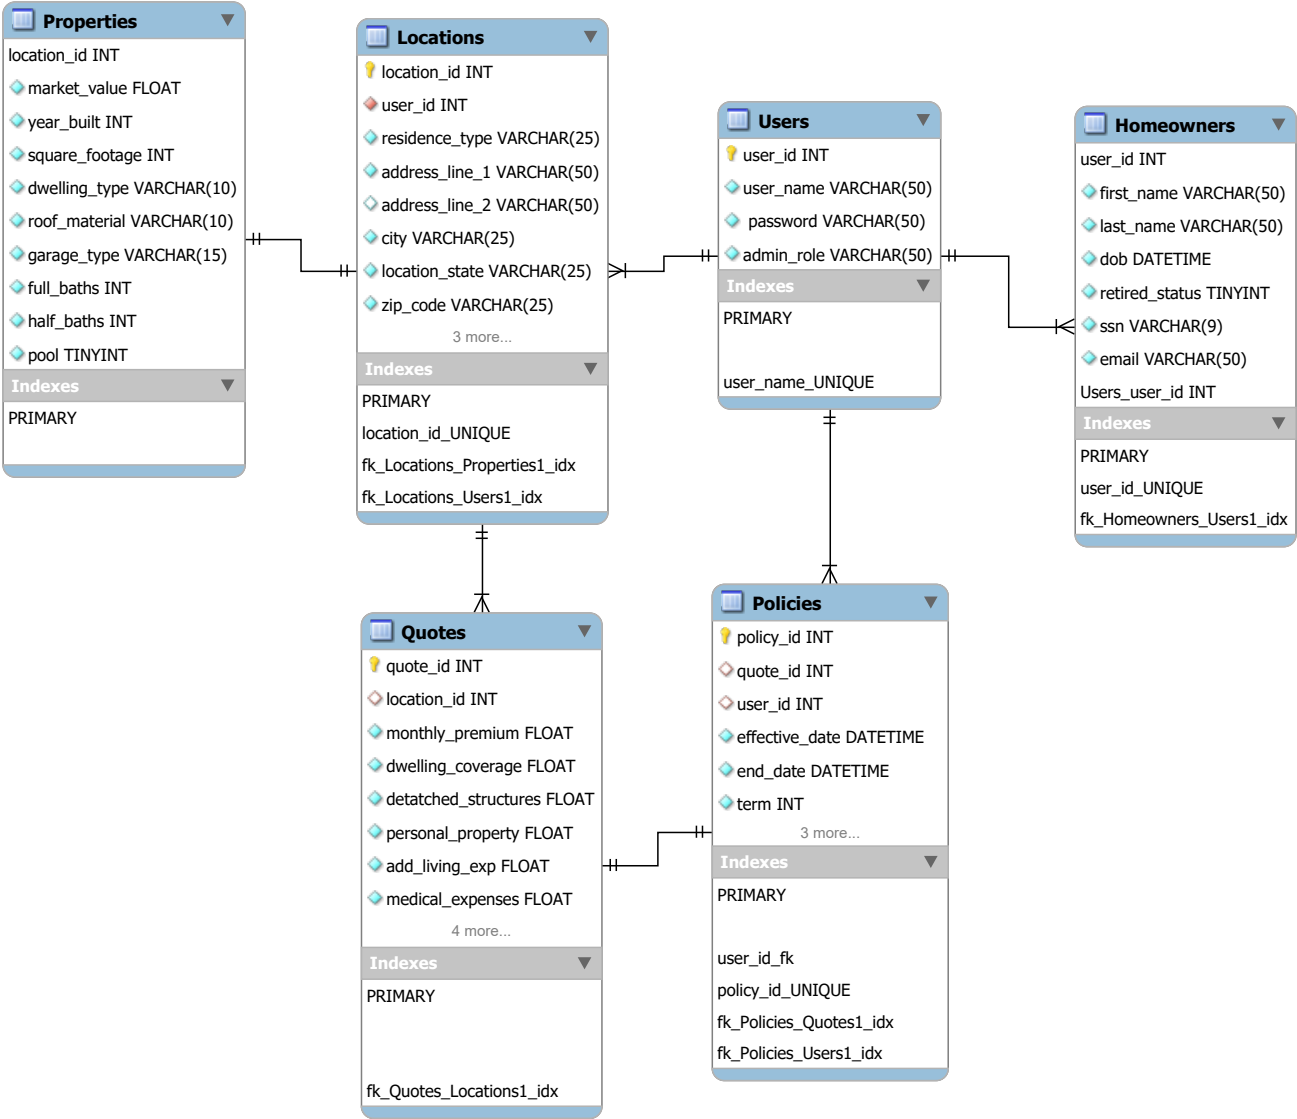 Properties
location_id INT
market_value FLOAT
year_built INT
square_footage INT
dwelling_type VARCHAR(10)
roof_material VARCHAR(10)
garage_type VARCHAR(15)
full_baths INT
half_baths INT
pool TINYINT
Indexes
PRIMARY
Locations
location_id INT
user_id INT
residence_type VARCHAR(25)
address_line_1 VARCHAR(50)
address_line_2 VARCHAR(50)
city VARCHAR(25)
location_state VARCHAR(25)
zip_code VARCHAR(25)
3 more...
Indexes
PRIMARY
location_id_UNIQUE
fk_Locations_Properties1_idx
fk_Locations_Users1_idx
Users
user_id INT
user_name VARCHAR(50)
password VARCHAR(50)
admin_role VARCHAR(50)
Indexes
PRIMARY
user_name_UNIQUE
Homeowners
user_id INT
first_name VARCHAR(50)
last_name VARCHAR(50)
dob DATETIME
retired_status TINYINT
ssn VARCHAR(9)
email VARCHAR(50)
Users_user_id INT
Indexes
PRIMARY
user_id_UNIQUE
fk_Homeowners_Users1_idx
Quotes
quote_id INT
location_id INT
monthly_premium FLOAT
dwelling_coverage FLOAT
detatched_structures FLOAT
personal_property FLOAT
add_living_exp FLOAT
medical_expenses FLOAT
4 more...
Indexes
PRIMARY
fk_Quotes_Locations1_idx
Policies
policy_id INT
quote_id INT
user_id INT
effective_date DATETIME
end_date DATETIME
term INT
3 more...
Indexes
PRIMARY
user_id_fk
policy_id_UNIQUE
fk_Policies_Quotes1_idx
fk_Policies_Users1_idx